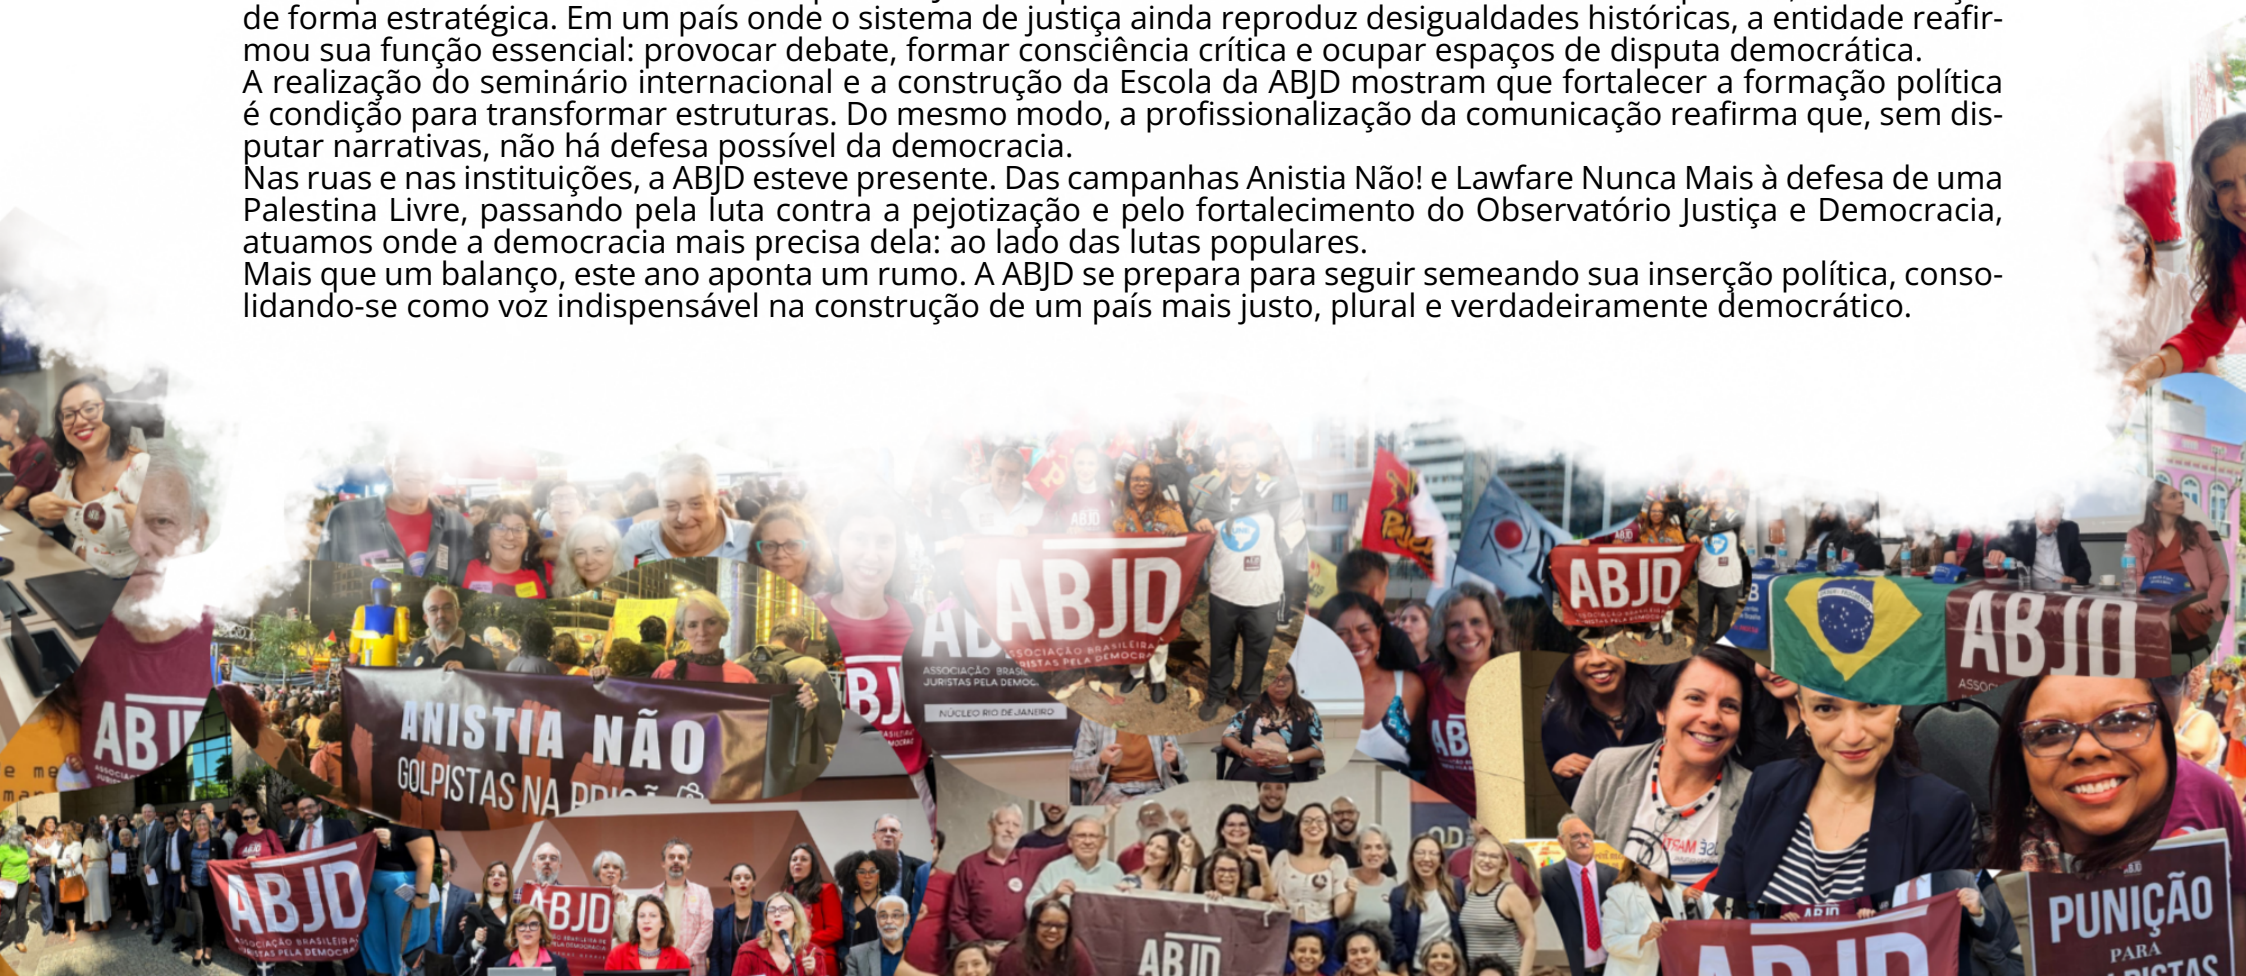 de forma estratégica. Em um país onde o sistema de justiça ainda reproduz desigualdades históricas, a entidade reafir-
mou sua função essencial: provocar debate, formar consciência crítica e ocupar espaços de disputa democrática.
A realização do seminário internacional e a construção da Escola da ABJD mostram que fortalecer a formação política
é condição para transformar estruturas. Do mesmo modo, a profissionalização da comunicação reafirma que, sem dis-
putar narrativas, não há defesa possível da democracia.
Nas ruas e nas instituições, a ABJD esteve presente. Das campanhas Anistia Não! e Lawfare Nunca Mais à defesa de uma
Palestina Livre, passando pela luta contra a pejotização e pelo fortalecimento do Observatório Justiça e Democracia,
atuamos onde a democracia mais precisa dela: ao lado das lutas populares.
Mais que um balanço, este ano aponta um rumo. A ABJD se prepara para seguir semeando sua inserção política, conso-
lidando-se como voz indispensável na construção de um país mais justo, plural e verdadeiramente democrático.
ABJD
ASSOCIAÇÃO BRASILEIRA
JURISTAS PELA DEMOC
NÚCLEO RIO DE JANEIRO
ABJD
ABJD
ABJD
ANISTIA NÃO
GOLPISTAS NA
ABJD
ASSOCIAÇÃO BRASILEIRA
JURISTAS PELA DEMOCRA
ABJD
ABJD
ABJD
PUNIÇÃO
PARA